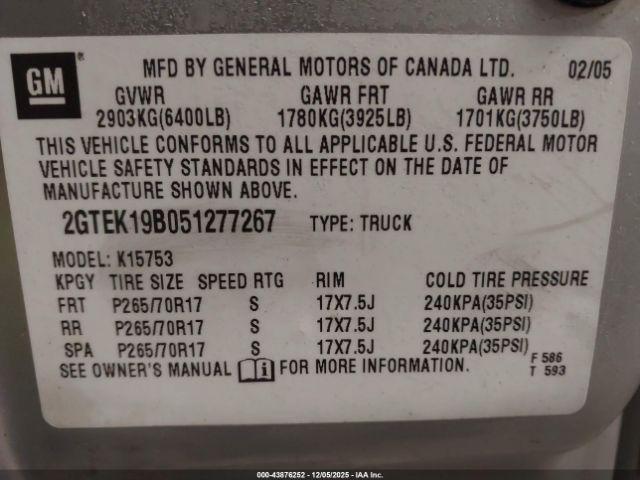 GM ®
MFD BY GENERAL MOTORS OF CANADA LTD. 02/05
GVWR GAWR FRT GAWR RR
2903KG(6400LB) 1780KG(3925LB) 1701KG(3750LB)
THIS VEHICLE CONFORMS TO ALL APPLICABLE U.S. FEDERAL MOTOR
VEHICLE SAFETY STANDARDS IN EFFECT ON THE DATE OF
MANUFACTURE SHOWN ABOVE.
2GTEK19B051277267 TYPE: TRUCK
MODEL: K15753
KPGY TIRE SIZE SPEED RTG RIM COLD TIRE PRESSURE
FRT P265/70R17 S 17X7.5J 240KPA(35PSI)
RR P265/70R17 S 17X7.5J 240KPA(35PSI)
SPA P265/70R17 S 17X7.5J 240KPA(35PSI)
SEE OWNER'S MANUAL i FOR MORE INFORMATION.
F 586
T 593
000-43876252 - 12/05/2025 - IAA Inc.